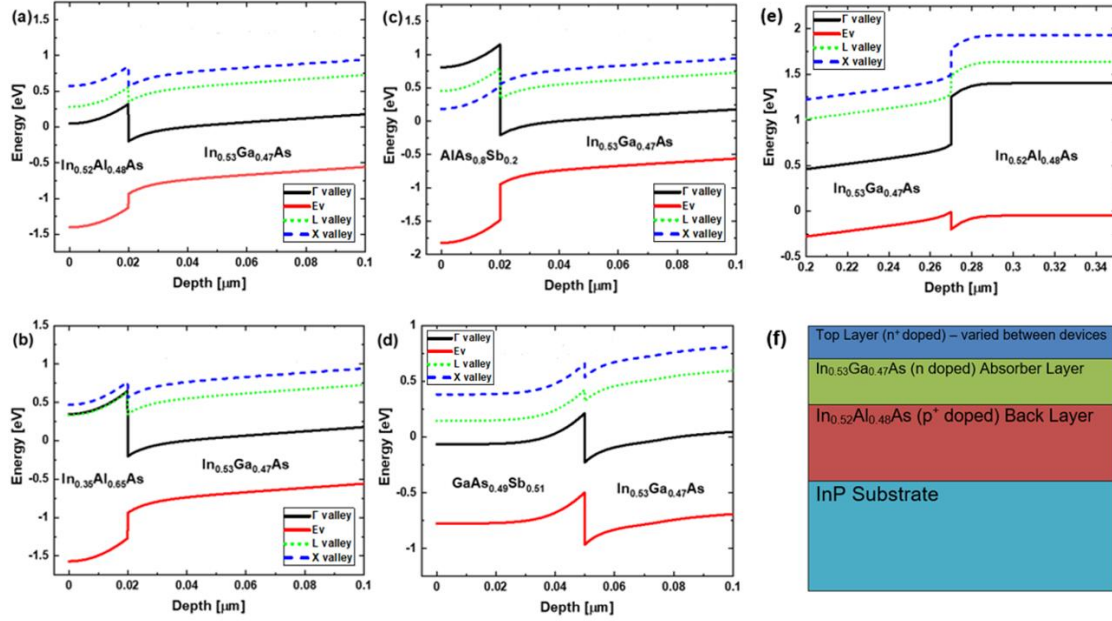 (a)
1.5
1
0.5
0
-0.5
-1
-1.5
Energy [eV]
In0.52Al0.48As
In0.53Ga0.47As
Γ valley
Ev
L valley
X valley
0 0.02 0.04 0.06 0.08 0.1
Depth [μm]
(c)
1.5
1
0.5
0
-0.5
-1
-1.5
-2
Energy [eV]
AlAs0.8Sb0.2
In0.53Ga0.47As
Γ valley
Ev
L valley
X valley
0 0.02 0.04 0.06 0.08 0.1
Depth [μm]
(e)
Γ valley
Ev
L valley
X valley
2
1.5
1
0.5
0
-0.5
Energy [eV]
In0.52Al0.48As
In0.53Ga0.47As
0.2 0.22 0.24 0.26 0.28 0.3 0.32 0.34
Depth [μm]
(b)
1.5
1
0.5
0
-0.5
-1
-1.5
Energy [eV]
In0.35Al0.65As
In0.53Ga0.47As
Γ valley
Ev
L valley
X valley
0 0.02 0.04 0.06 0.08 0.1
Depth [μm]
(d)
Γ valley
Ev
L valley
X valley
1
0.5
0
-0.5
-1
Energy [eV]
GaAs0.49Sb0.51
In0.53Ga0.47As
0 0.02 0.04 0.06 0.08 0.1
Depth [μm]
(f)
Top Layer (n+ doped) – varied between devices
In0.53Ga0.47As (n doped) Absorber Layer
In0.52Al0.48As (p+ doped) Back Layer
InP Substrate